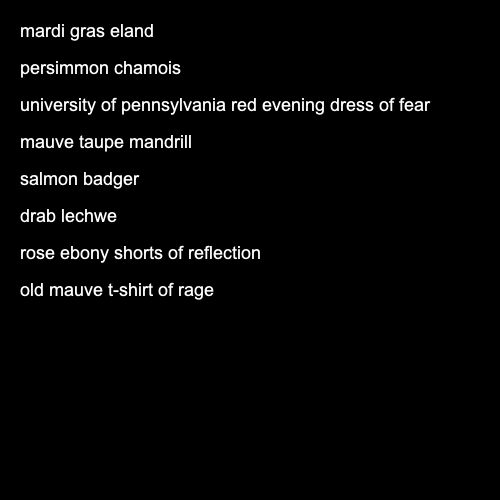 mardi gras eland
persimmon chamois
university of pennsylvania red evening dress of fear
mauve taupe mandrill
salmon badger
drab lechwe
rose ebony shorts of reflection
old mauve t-shirt of rage